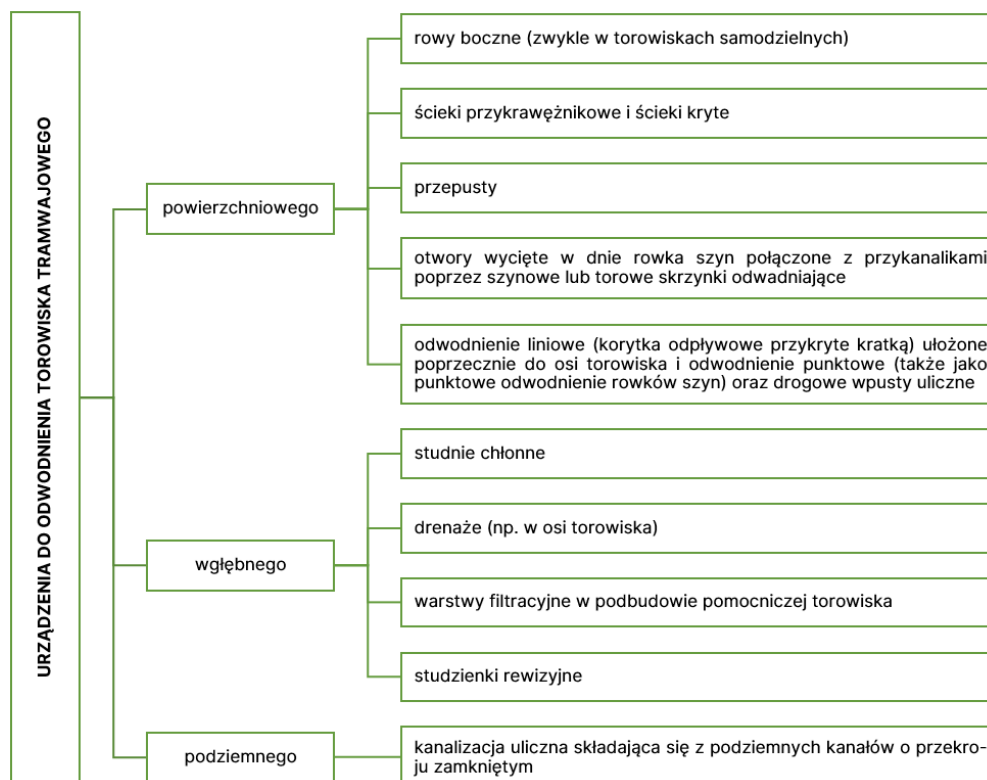 URZĄDZENIA DO ODWODNIENIA TOROWISKA TRAMWAJOWEGO
powierzchniowego
rowy boczne (zwykle w torowiskach samodzielnych)
ścieki przykrawężnikowe i ścieki kryte
przepusty
otwory wycięte w dnie rowka szyn połączone z przykanalikami
poprzez szynowe lub torowe skrzynki odwadniające
odwodnienie liniowe (korytka odpływowe przykryte kratką) ułożone
poprzecznie do osi torowiska i odwodnienie punktowe (także jako
punktowe odwodnienie rowków szyn) oraz drogowe wpusty uliczne
wgłębnego
studnie chłonne
drenaże (np. w osi torowiska)
warstwy filtracyjne w podbudowie pomocniczej torowiska
studzienki rewizyjne
podziemnego
kanalizacja uliczna składająca się z podziemnych kanałów o przekro-
ju zamkniętym